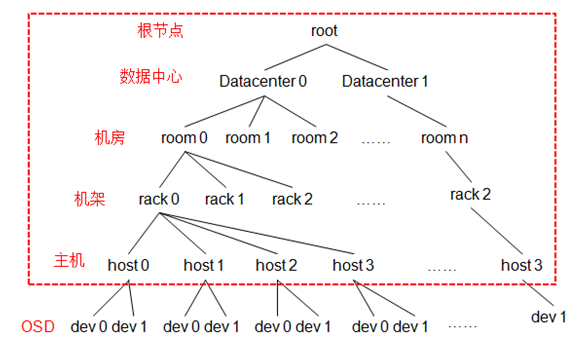 根节点 root
数据中心 Datacenter 0 Datacenter 1
机房 room 0 room 1 room 2 …… room n
机架 rack 0 rack 1 rack 2 …… rack 2
主机 host 0 host 1 host 2 host 3 …… host 3
OSD dev 0 dev 1 dev 0 dev 1 dev 0 dev 1 dev 0 dev 1 …… dev 1